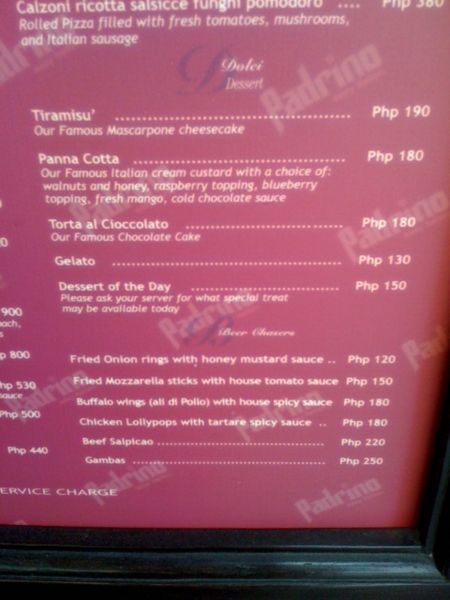 Calzoni ricotta salsicce funghi pomodoro .... Php 380
Rolled Pizza filled with fresh tomatoes, mushrooms,
and Italian sausage
D Dolci
Dessert
Tiramisu' ........................................ Php 190
Our Famous Mascarpone cheesecake
Panna Cotta ........................................ Php 180
Our Famous Italian cream custard with a choice of:
walnuts and honey, raspberry topping, blueberry
topping, fresh mango, cold chocolate sauce
Torta al Cioccolato ............................ Php 180
Our Famous Chocolate Cake
Gelato ........................................ Php 130
Dessert of the Day ............................ Php 150
Please ask your server for what special treat
may be available today
B Beer Chasers
Fried Onion rings with honey mustard sauce .. Php 120
Fried Mozzarella sticks with house tomato sauce Php 150
Buffalo wings (ali di Pollo) with house spicy sauce Php 180
Chicken Lollypops with tartare spicy sauce .. Php 180
Beef Salpicao ................................ Php 220
Gambas ........................................ Php 250
900
p 800
hp 530
sauce
Php 500
Php 440
ERVICE CHARGE
Padrino
Padrino
Padrino
Padrino
Padrino